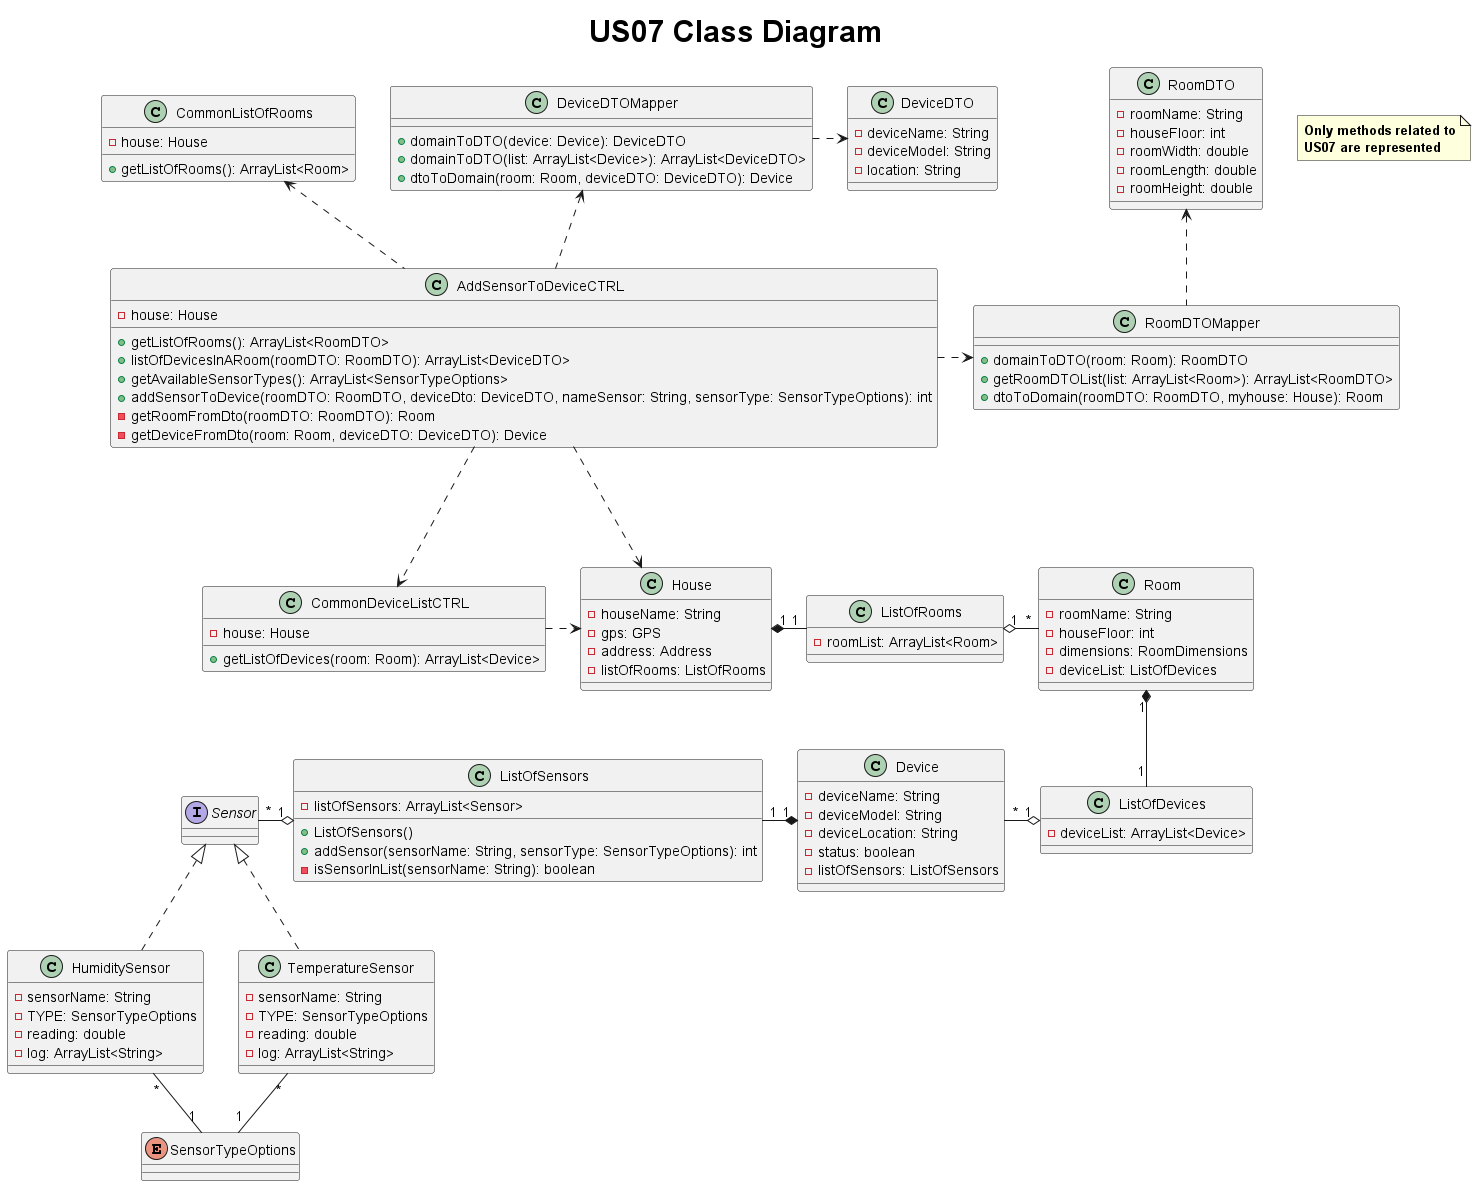 US07 Class Diagram
C CommonListOfRooms
house: House
getListOfRooms(): ArrayList<Room>
C DeviceDTOMapper
domainToDTO(device: Device): DeviceDTO
domainToDTO(list: ArrayList<Device>): ArrayList<DeviceDTO>
dtoToDomain(room: Room, deviceDTO: DeviceDTO): Device
C DeviceDTO
deviceName: String
deviceModel: String
location: String
C RoomDTO
roomName: String
houseFloor: int
roomWidth: double
roomLength: double
roomHeight: double
Only methods related to
US07 are represented
C AddSensorToDeviceCTRL
house: House
getListOfRooms(): ArrayList<RoomDTO>
listOfDevicesInARoom(roomDTO: RoomDTO): ArrayList<DeviceDTO>
getAvailableSensorTypes(): ArrayList<SensorTypeOptions>
addSensorToDevice(roomDTO: RoomDTO, deviceDto: DeviceDTO, nameSensor: String, sensorType: SensorTypeOptions): int
getRoomFromDto(roomDTO: RoomDTO): Room
getDeviceFromDto(room: Room, deviceDTO: DeviceDTO): Device
C RoomDTOMapper
domainToDTO(room: Room): RoomDTO
getRoomDTOList(list: ArrayList<Room>): ArrayList<RoomDTO>
dtoToDomain(roomDTO: RoomDTO, myhouse: House): Room
C CommonDeviceListCTRL
house: House
getListOfDevices(room: Room): ArrayList<Device>
C House
houseName: String
gps: GPS
address: Address
listOfRooms: ListOfRooms
1 1
C ListOfRooms
roomList: ArrayList<Room>
1 *
C Room
roomName: String
houseFloor: int
dimensions: RoomDimensions
deviceList: ListOfDevices
1
1
I Sensor
* 1
C ListOfSensors
listOfSensors: ArrayList<Sensor>
ListOfSensors()
addSensor(sensorName: String, sensorType: SensorTypeOptions): int
isSensorInList(sensorName: String): boolean
1 1
C Device
deviceName: String
deviceModel: String
deviceLocation: String
status: boolean
listOfSensors: ListOfSensors
* 1
C ListOfDevices
deviceList: ArrayList<Device>
C HumiditySensor
sensorName: String
TYPE: SensorTypeOptions
reading: double
log: ArrayList<String>
C TemperatureSensor
sensorName: String
TYPE: SensorTypeOptions
reading: double
log: ArrayList<String>
* *
1 1
E SensorTypeOptions